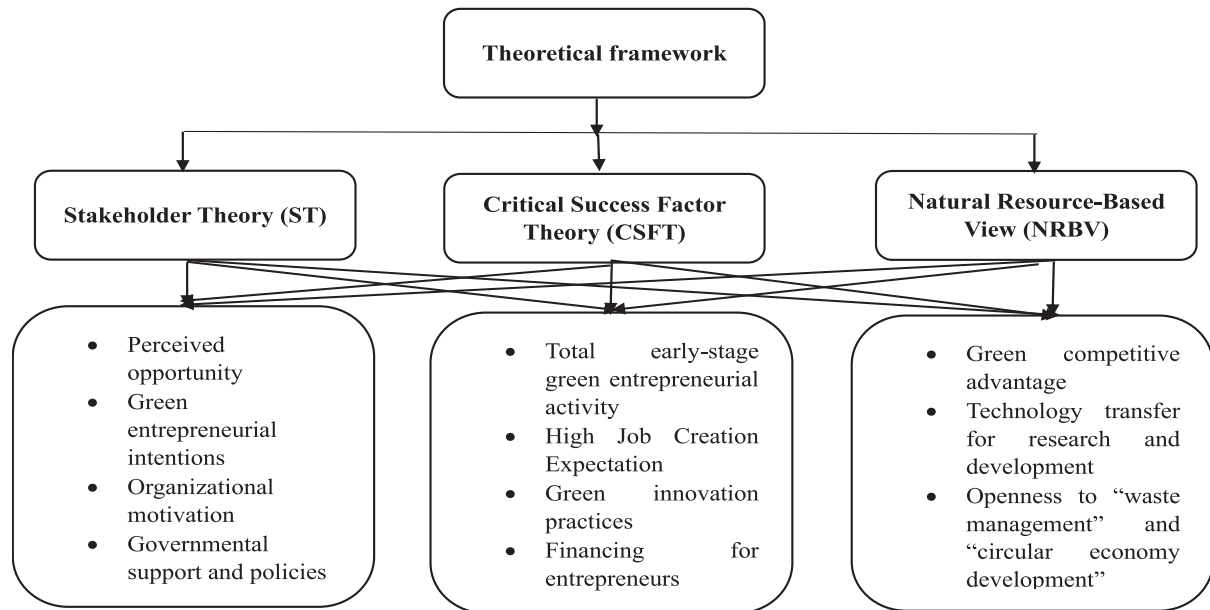 Theoretical framework
Stakeholder Theory (ST)
Critical Success Factor
Theory (CSFT)
Natural Resource-Based
View (NRBV)
• Perceived
opportunity
• Green
entrepreneurial
intentions
• Organizational
motivation
• Governmental
support and policies
• Total early-stage
green entrepreneurial
activity
• High Job Creation
Expectation
• Green innovation
practices
• Financing for
entrepreneurs
• Green competitive
advantage
• Technology transfer
for research and
development
• Openness to “waste
management” and
“circular economy
development”